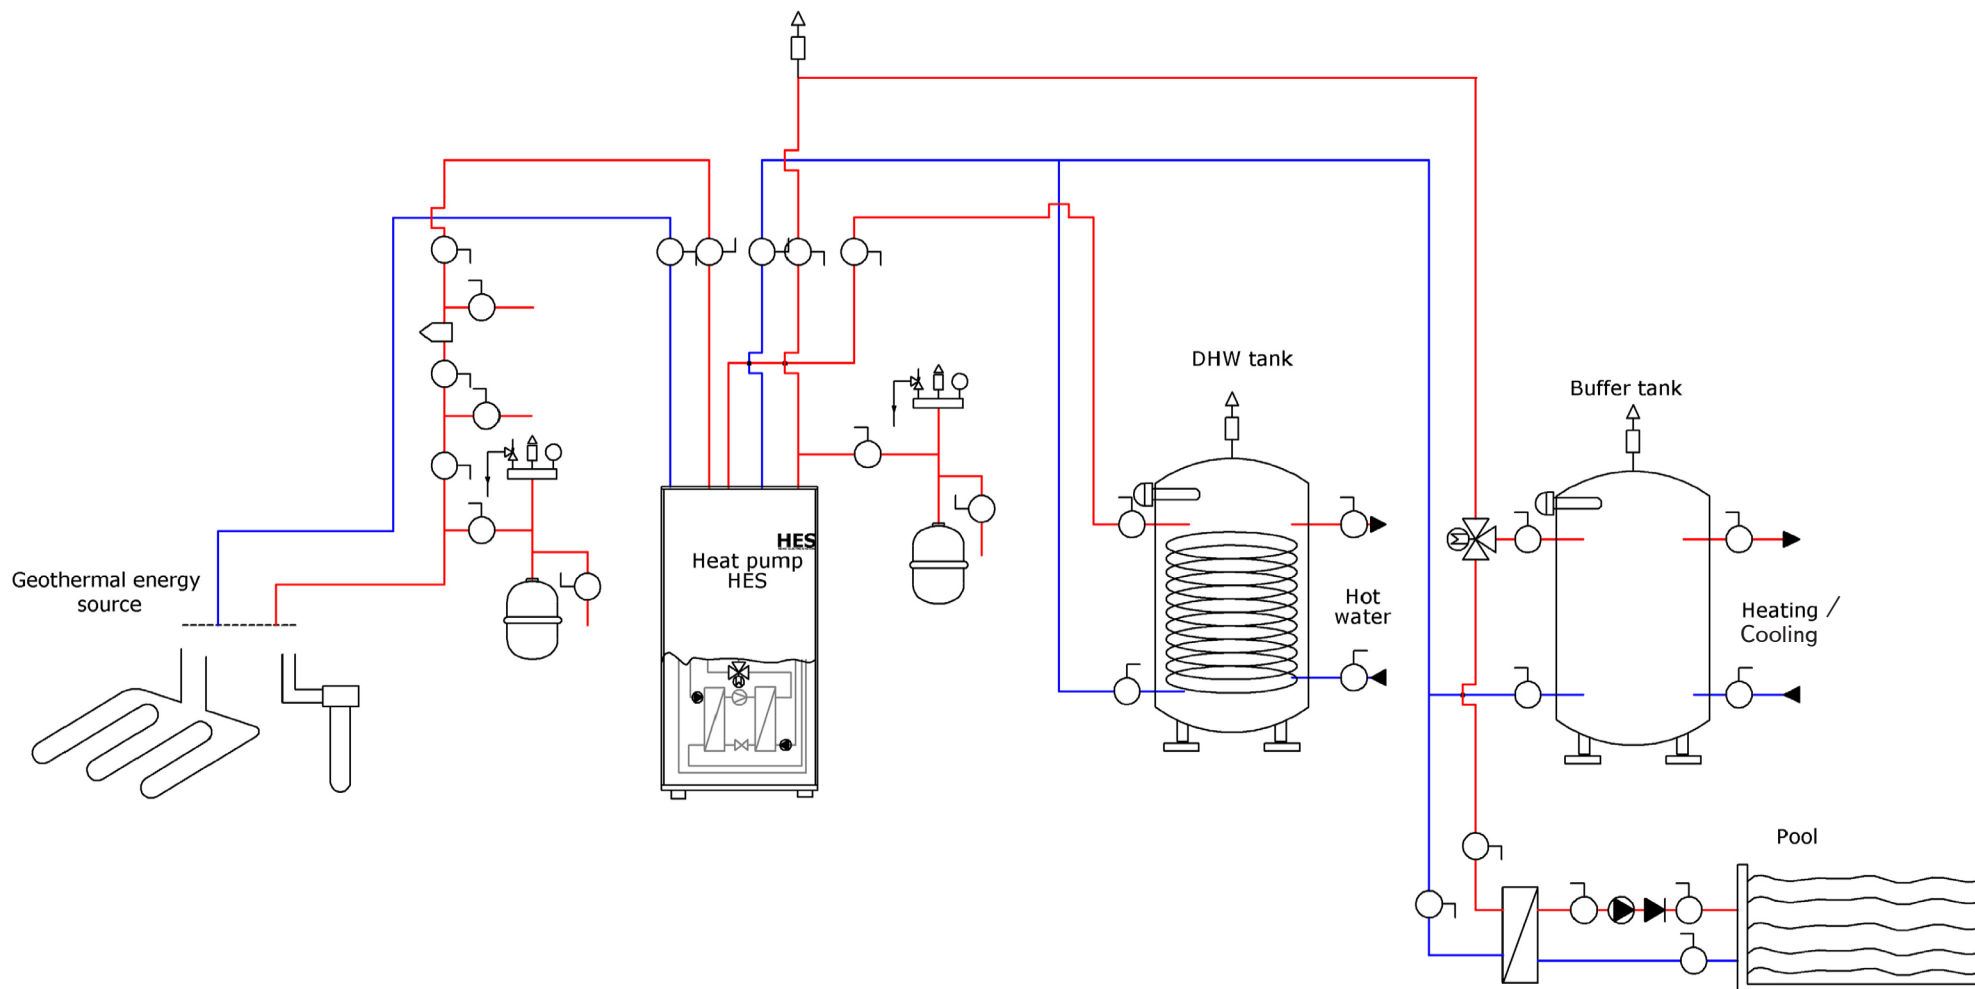 DHW tank
Buffer tank
HES
Heat pump
HES
Geothermal energy
source
Hot
water
Heating /
Cooling
M
Pool